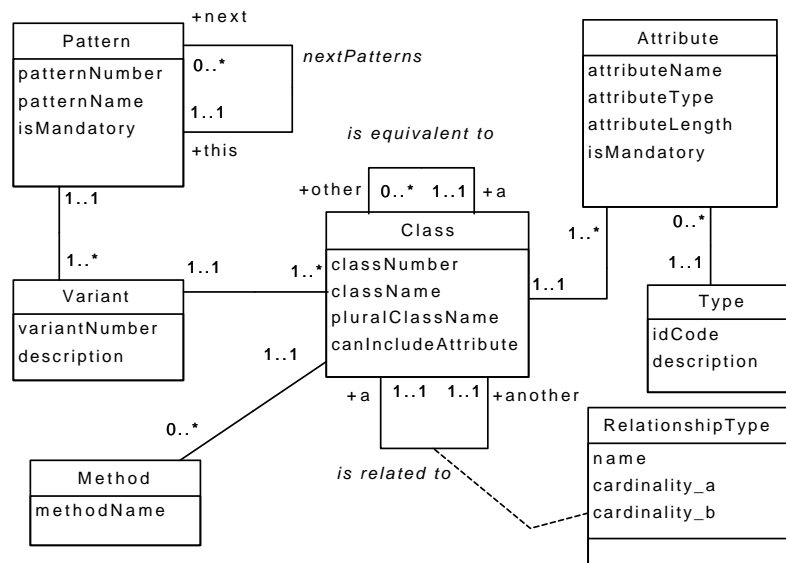 +next
Pattern
patternNumber
patternName
isMandatory
0..*
nextPatterns
1..1
+this
Attribute
attributeName
attributeType
attributeLength
isMandatory
is equivalent to
+other
0..*
1..1
+a
1..1
1..*
Variant
variantNumber
description
1..1
1..*
Class
classNumber
className
pluralClassName
canIncludeAttribute
1..*
1..1
0..*
1..1
Type
idCode
description
1..1
0..*
Method
methodName
+a
1..1
1..1
+another
is related to
RelationshipType
name
cardinality_a
cardinality_b